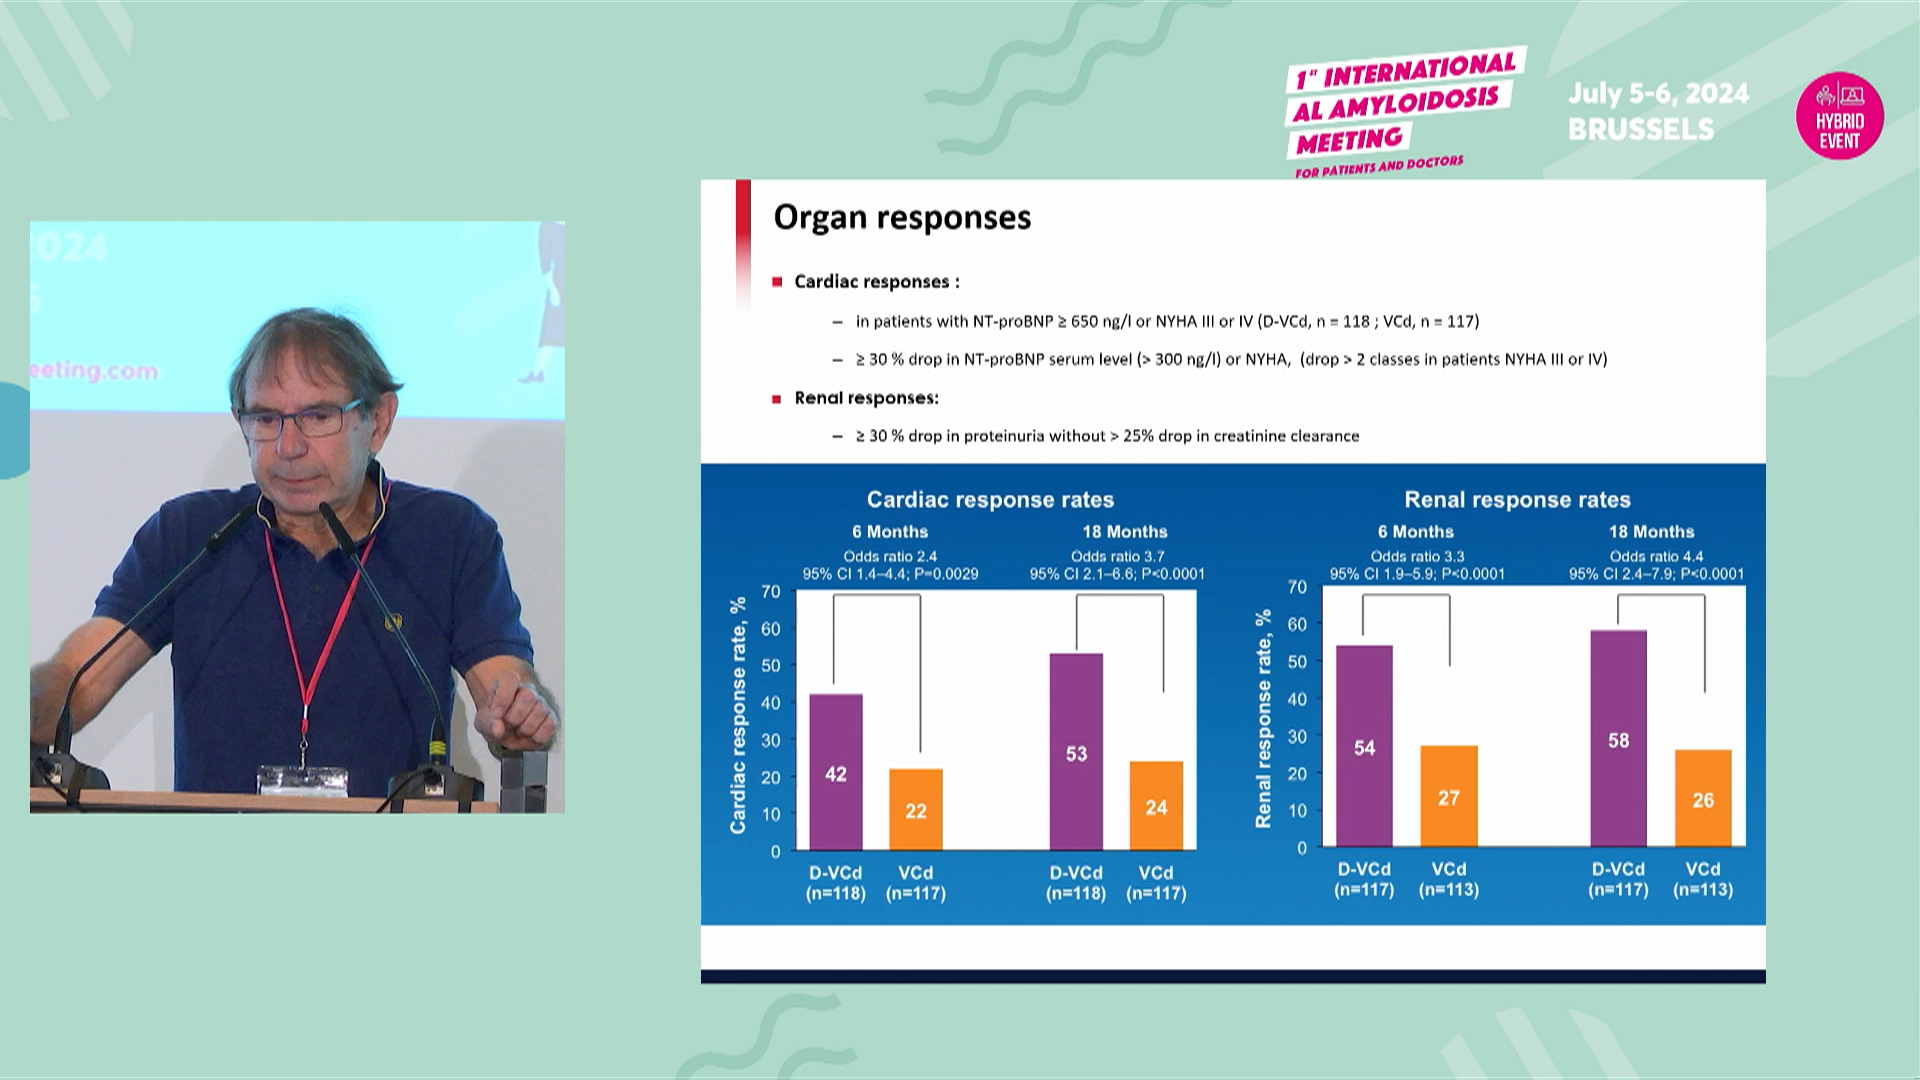 1st INTERNATIONAL
AL AMYLOIDOSIS
MEETING
FOR PATIENTS AND DOCTORS
July 5-6, 2024
BRUSSELS
HYBRID
EVENT
2024
S
eeting.com
Organ responses
Cardiac responses :
– in patients with NT-proBNP ≥ 650 ng/l or NYHA III or IV (D-VCd, n = 118 ; VCd, n = 117)
– ≥ 30 % drop in NT-proBNP serum level (> 300 ng/l) or NYHA, (drop > 2 classes in patients NYHA III or IV)
Renal responses:
– ≥ 30 % drop in proteinuria without > 25% drop in creatinine clearance
Cardiac response rates
6 Months
Odds ratio 2.4
95% CI 1.4–4.4; P=0.0029
18 Months
Odds ratio 3.7
95% CI 2.1–6.6; P<0.0001
Cardiac response rate, %
70
60
50
40
30
20
10
0
42
22
53
24
D-VCd
(n=118)
VCd
(n=117)
D-VCd
(n=118)
VCd
(n=117)
Renal response rates
6 Months
Odds ratio 3.3
95% CI 1.9–5.9; P<0.0001
18 Months
Odds ratio 4.4
95% CI 2.4–7.9; P<0.0001
Renal response rate, %
70
60
50
40
30
20
10
0
54
27
58
26
D-VCd
(n=117)
VCd
(n=113)
D-VCd
(n=117)
VCd
(n=113)